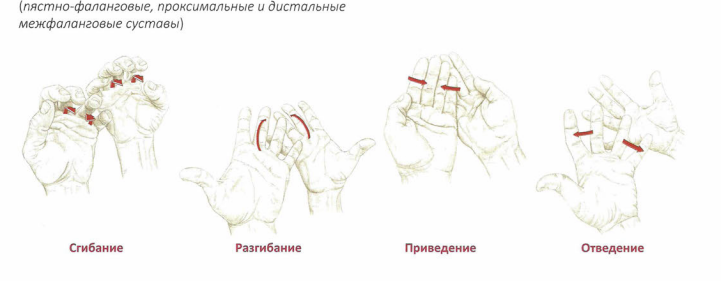 (пястно-фаланговые, проксимальные и дистальные
межфаланговые суставы)
Сгибание
Разгибание
Приведение
Отведение